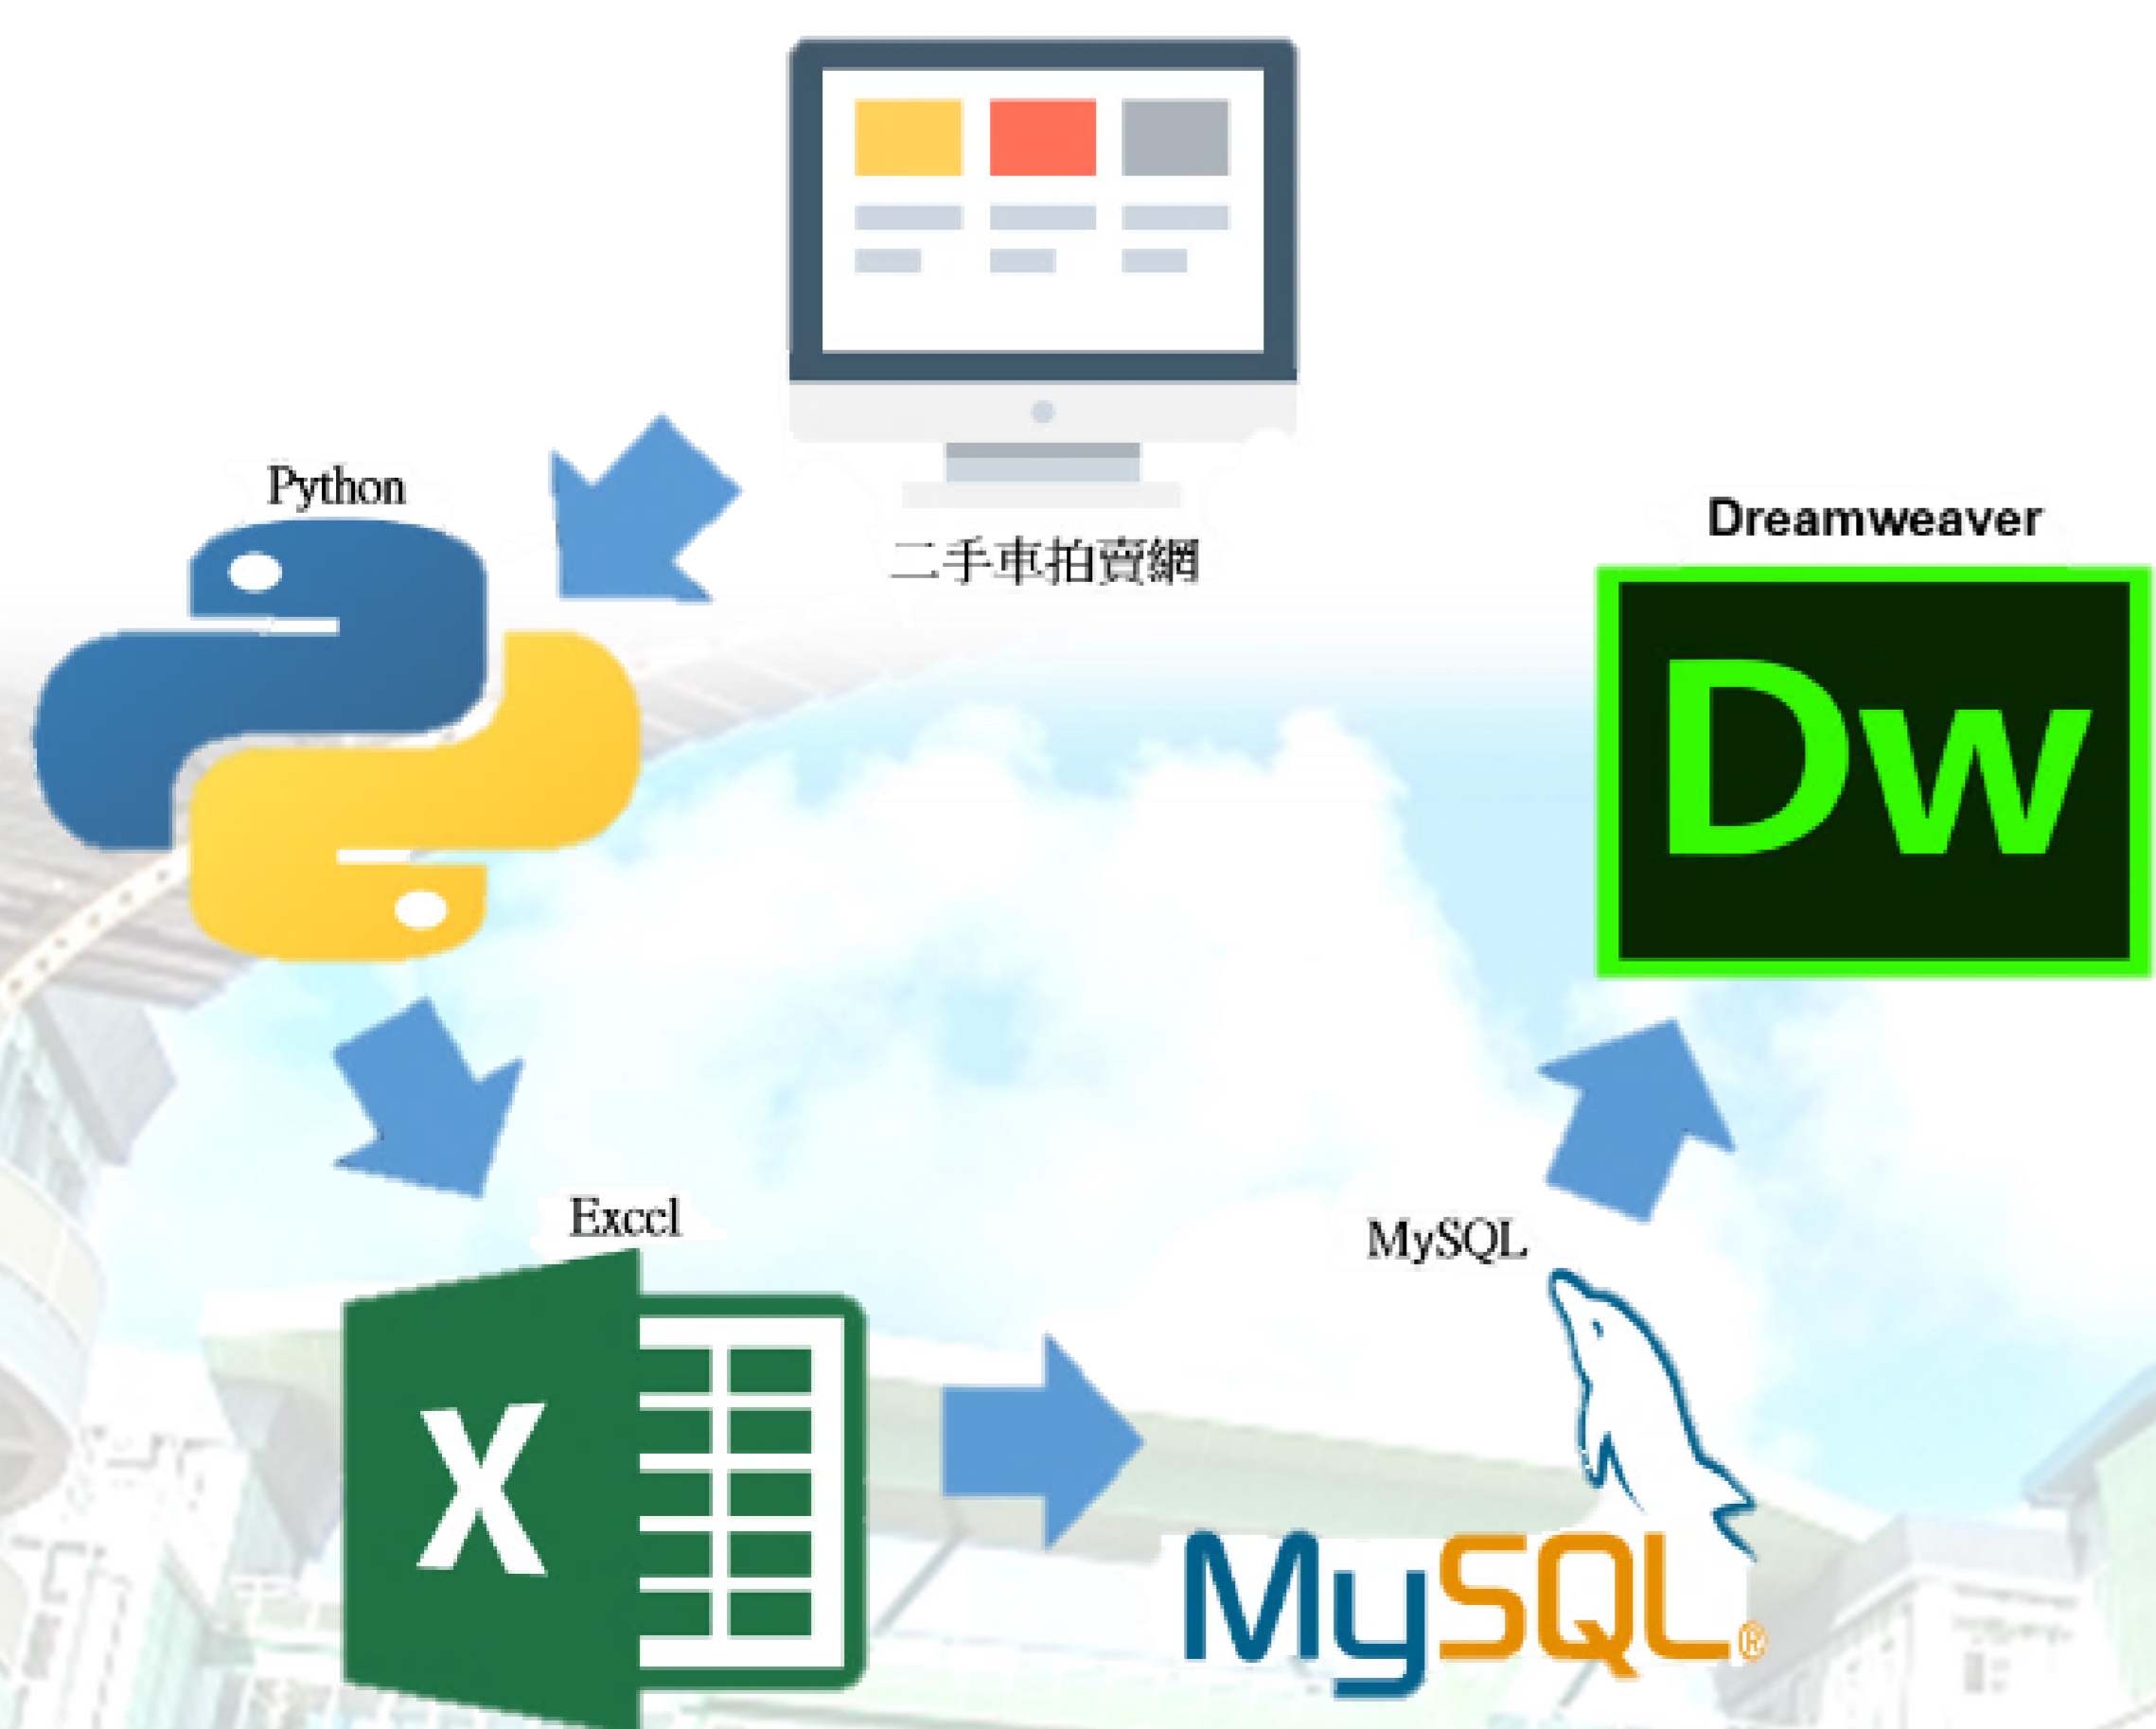 二手車拍賣網
Python
Dreamweaver
Dw
Excel
X
MySQL
MySQL®